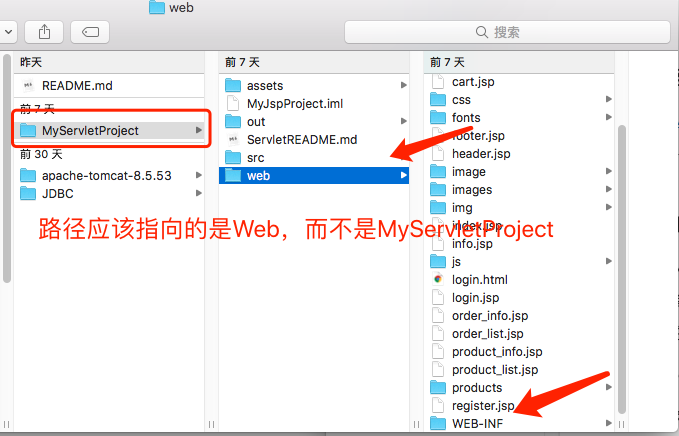 web
搜索
昨天
README.md
前 7 天
MyServletProject
前 30 天
apache-tomcat-8.5.53
JDBC
前 7 天
assets
MyJspProject.iml
out
ServletREADME.md
src
web
前 7 天
cart.jsp
css
fonts
footer.jsp
header.jsp
image
images
img
index.jsp
info.jsp
js
login.html
login.jsp
order_info.jsp
order_list.jsp
product_info.jsp
product_list.jsp
products
register.jsp
WEB-INF
路径应该指向的是Web，而不是MyServletProject